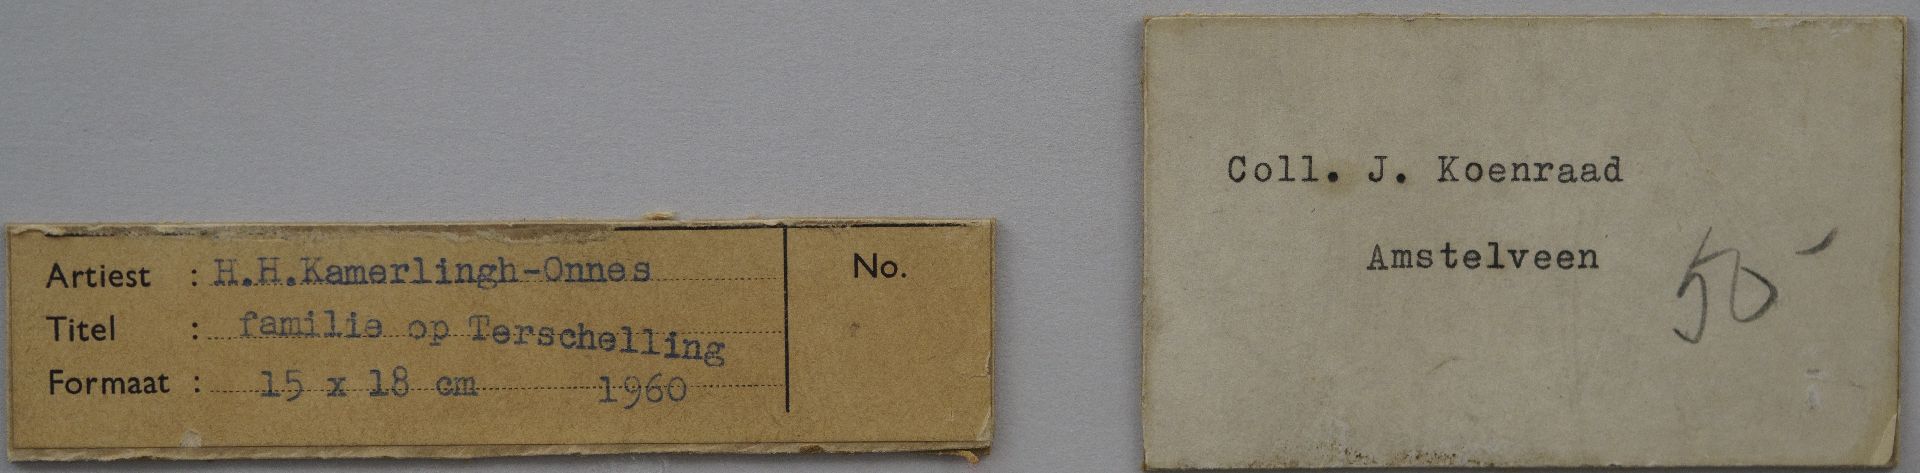 Artiest : H.H.Kamerlingh-Onnes
Titel : familie op Terschelling
Formaat : 15 x 18 cm 1960
No.
Coll. J. Koenraad
Amstelveen
50-